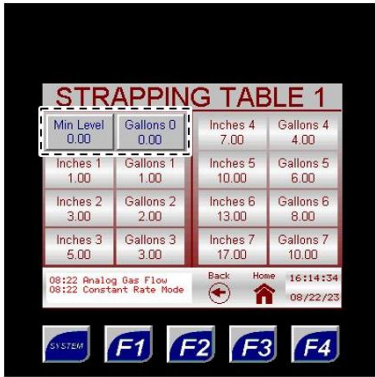 STRAPPING TABLE 1
Min Level Gallons 0 Inches 4 Gallons 4
0.00 0.00 7.00 4.00
Inches 1 Gallons 1 Inches 5 Gallons 5
1.00 1.00 10.00 6.00
Inches 2 Gallons 2 Inches 6 Gallons 6
3.00 2.00 13.00 8.00
Inches 3 Gallons 3 Inches 7 Gallons 7
5.00 3.00 17.00 10.00
08:22 Analog Gas Flow Back Home 16:14:34
08:22 Constant Rate Mode 08/22/23
SYSTEM F1 F2 F3 F4